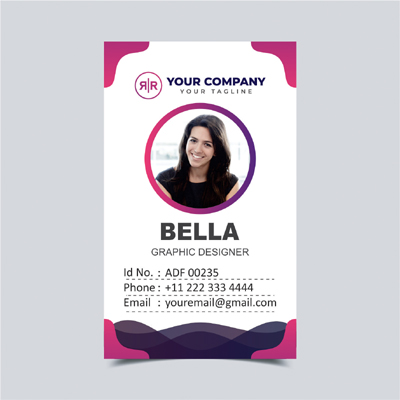 R|R YOUR COMPANY
YOUR TAGLINE
BELLA
GRAPHIC DESIGNER
Id No. : ADF 00235
Phone : +11 222 333 4444
Email : youremail@gmail.com